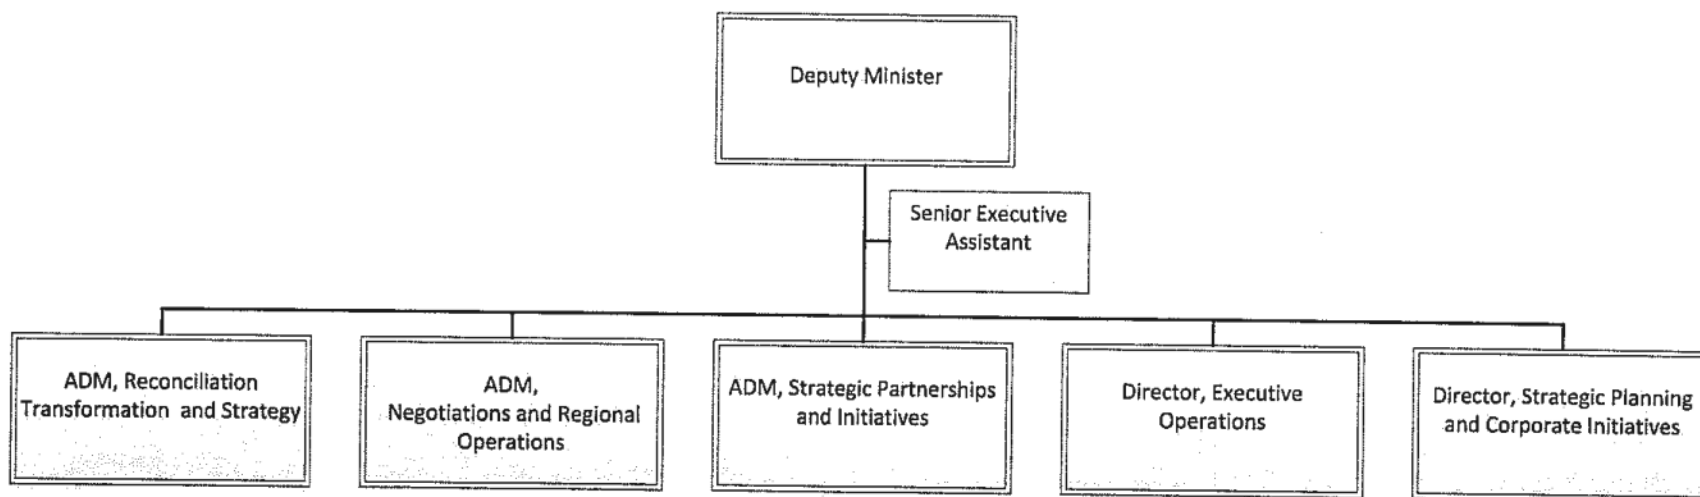 Deputy Minister
Senior Executive
Assistant
ADM, Reconciliation
Transformation and Strategy
ADM,
Negotiations and Regional
Operations
ADM, Strategic Partnerships
and Initiatives
Director, Executive
Operations
Director, Strategic Planning
and Corporate Initiatives